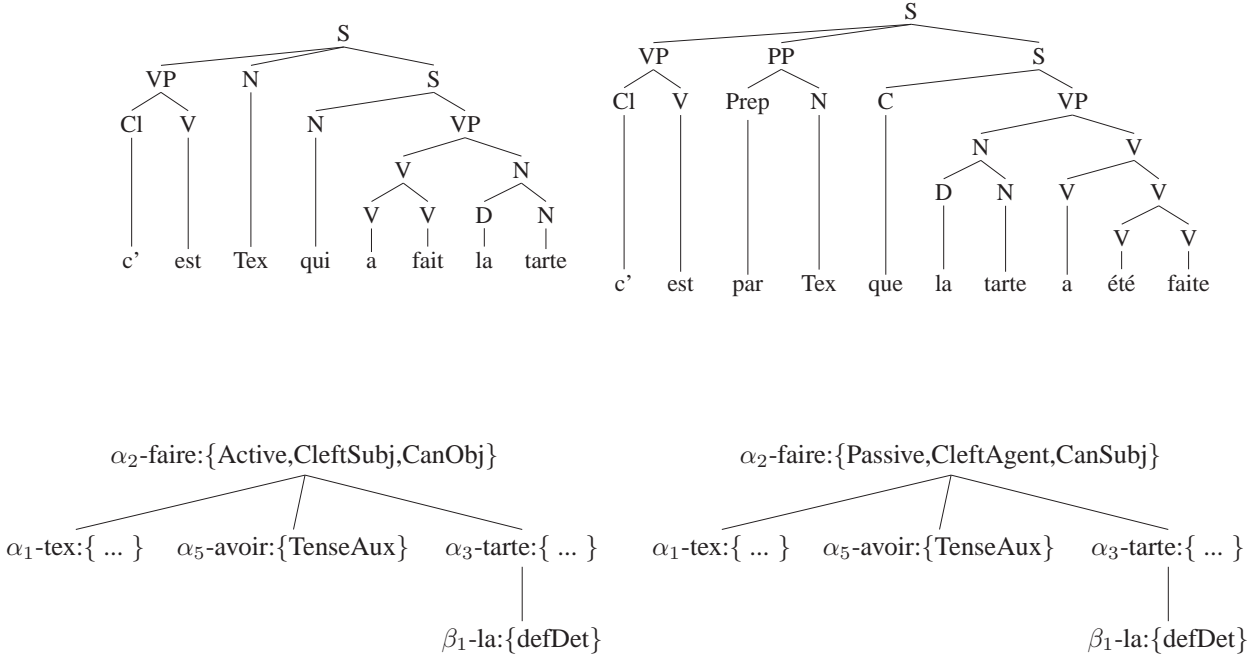 S
VP N S
Cl V N VP
V N
V V D N
c' est Tex qui a fait la tarte
S
VP PP S
Cl V Prep N C VP
N V
D N V V
V V
c' est par Tex que la tarte a été faite
α₂-faire:{Active,CleftSubj,CanObj}
α₁-tex:{ ... } α₅-avoir:{TenseAux} α₃-tarte:{ ... }
β₁-la:{defDet}
α₂-faire:{Passive,CleftAgent,CanSubj}
α₁-tex:{ ... } α₅-avoir:{TenseAux} α₃-tarte:{ ... }
β₁-la:{defDet}